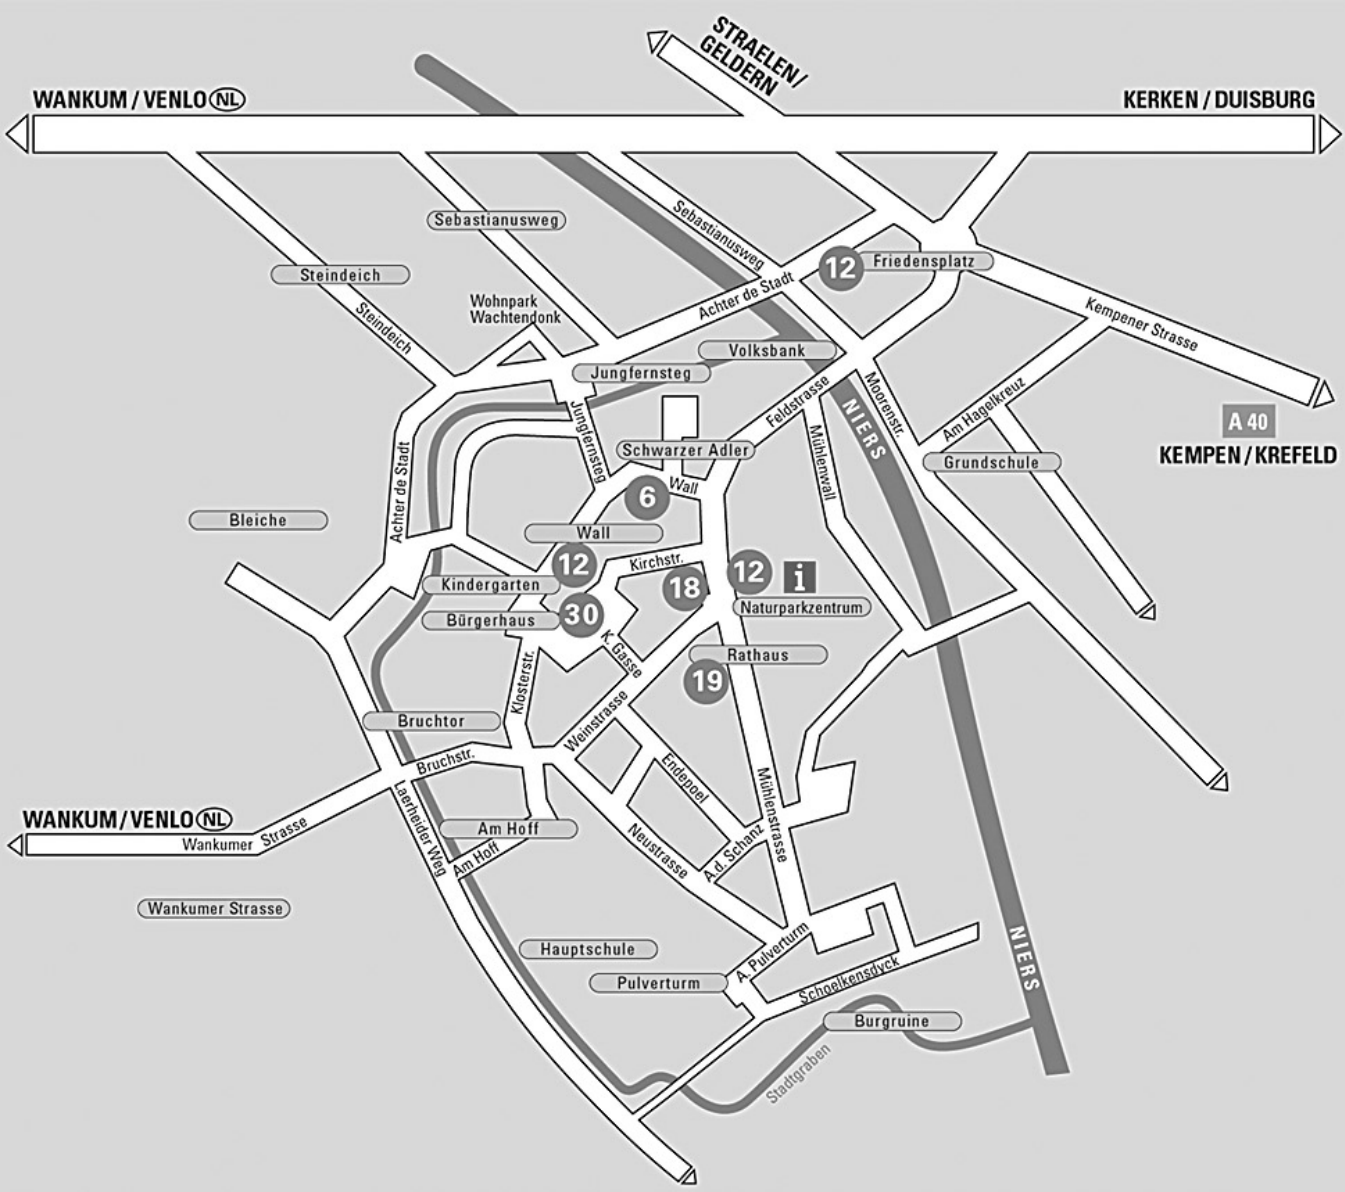 STRAELEN/
GELDERN
WANKUM / VENLO NL
KERKEN / DUISBURG
Sebastianusweg
Sebastianusweg
Steindeich
Steindeich
12
Friedensplatz
Achter de Stadt
Wohnpark
Wachtendonk
Kempener Strasse
Volksbank
Jungfernsteg
Jungfernsteg
Feldstrasse
Moorenstr.
NIERS
Am Hagelkreuz
A 40
KEMPEN / KREFELD
Achter de Stadt
Schwarzer Adler
Mühlenwall
Grundschule
Wall
6
Bleiche
Wall
Kirchstr.
12
18
12
i
Kindergarten
Naturparkzentrum
Bürgerhaus
30
K. Gasse
Rathaus
19
Klosterstr.
Bruchtor
Weinstrasse
Bruchstr.
Endepoel
Mühlenstrasse
WANKUM / VENLO NL
Wankumer Strasse
Laerheider Weg
Am Hoff
Am Hoff
Neustrasse
A.d. Schanz
Wankumer Strasse
Hauptschule
A. Pulverturm
NIERS
Pulverturm
Schoelkensdyck
Burgruine
Stadtgraben